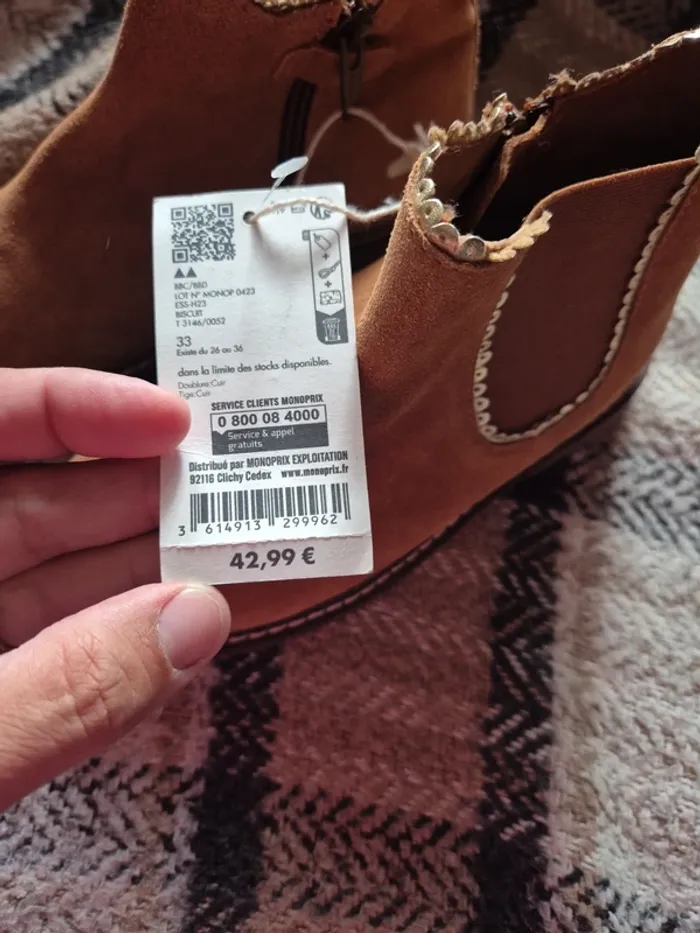 BBC/BBD
LOT N° MONOP 0423
ESS-H23
BISCUIT
T 3146/0052
33
Existe du 26 au 36
dans la limite des stocks disponibles.
Doublure:Cuir
Tige:Cuir
SERVICE CLIENTS MONOPRIX
0 800 08 4000
Service & appel
gratuits
Distribué par MONOPRIX EXPLOITATION
92116 Clichy Cedex www.monoprix.fr
3 614913 299962
42,99 €